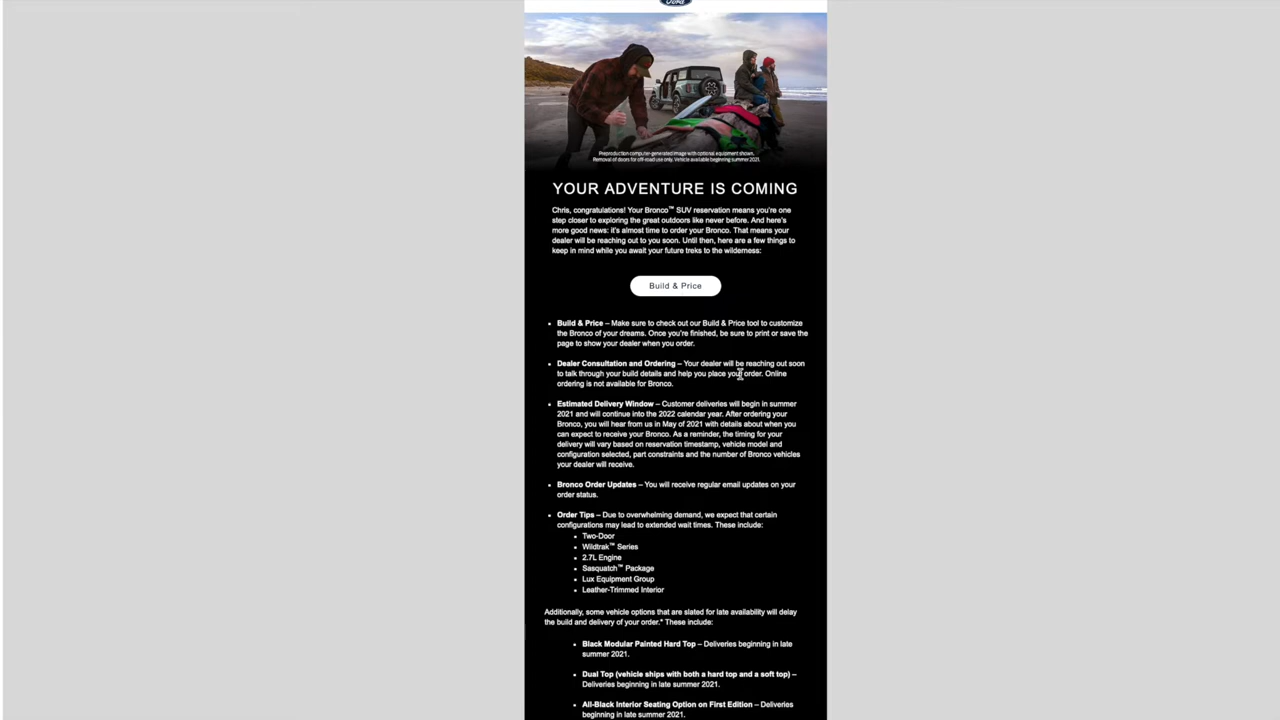 Ford
Preproduction computer-generated image with optional equipment shown.
Removal of doors for off-road use only. Vehicle available beginning summer 2021.
YOUR ADVENTURE IS COMING
Chris, congratulations! Your Bronco™ SUV reservation means you're one
step closer to exploring the great outdoors like never before. And here's
more good news: it's almost time to order your Bronco. That means your
dealer will be reaching out to you soon. Until then, here are a few things to
keep in mind while you await your future treks to the wilderness:
Build & Price
• Build & Price – Make sure to check out our Build & Price tool to customize
the Bronco of your dreams. Once you're finished, be sure to print or save the
page to show your dealer when you order.
• Dealer Consultation and Ordering – Your dealer will be reaching out soon
to talk through your build details and help you place your order. Online
ordering is not available for Bronco.
• Estimated Delivery Window – Customer deliveries will begin in summer
2021 and will continue into the 2022 calendar year. After ordering your
Bronco, you will hear from us in May of 2021 with details about when you
can expect to receive your Bronco. As a reminder, the timing for your
delivery will vary based on reservation timestamp, vehicle model and
configuration selected, part constraints and the number of Bronco vehicles
your dealer will receive.
• Bronco Order Updates – You will receive regular email updates on your
order status.
• Order Tips – Due to overwhelming demand, we expect that certain
configurations may lead to extended wait times. These include:
• Two-Door
• Wildtrak™ Series
• 2.7L Engine
• Sasquatch™ Package
• Lux Equipment Group
• Leather-Trimmed Interior
Additionally, some vehicle options that are slated for late availability will delay
the build and delivery of your order.* These include:
• Black Modular Painted Hard Top – Deliveries beginning in late
summer 2021.
• Dual Top (vehicle ships with both a hard top and a soft top) –
Deliveries beginning in late summer 2021.
• All-Black Interior Seating Option on First Edition – Deliveries
beginning in late summer 2021.